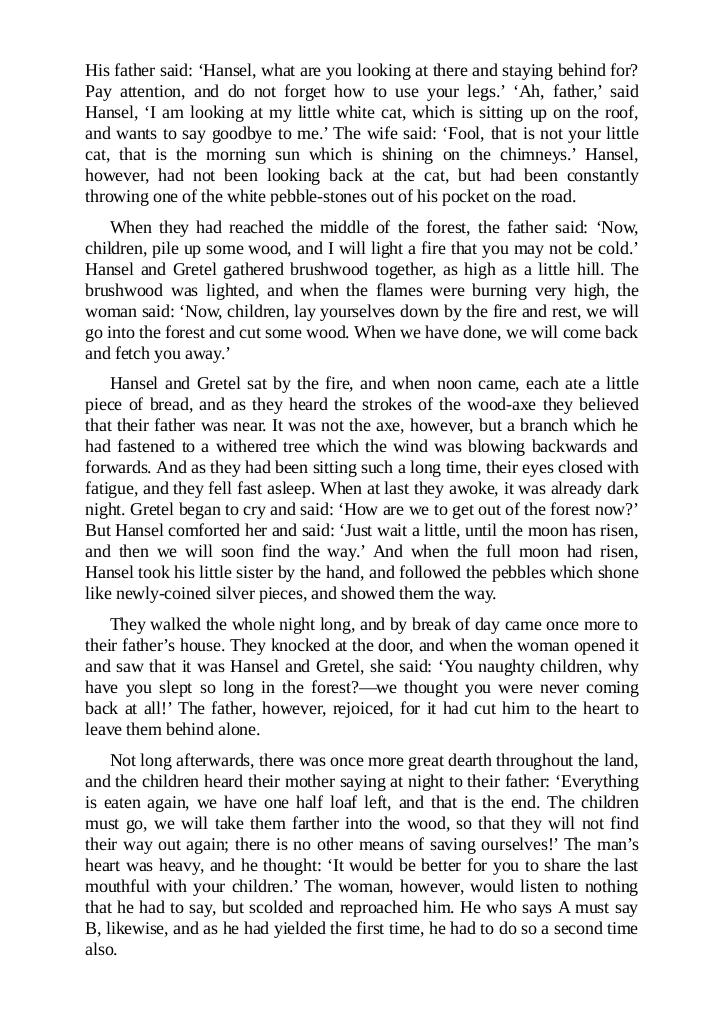 His father said: ‘Hansel, what are you looking at there and staying behind for?
Pay attention, and do not forget how to use your legs.’ ‘Ah, father,’ said
Hansel, ‘I am looking at my little white cat, which is sitting up on the roof,
and wants to say goodbye to me.’ The wife said: ‘Fool, that is not your little
cat, that is the morning sun which is shining on the chimneys.’ Hansel,
however, had not been looking back at the cat, but had been constantly
throwing one of the white pebble-stones out of his pocket on the road.
When they had reached the middle of the forest, the father said: ‘Now,
children, pile up some wood, and I will light a fire that you may not be cold.’
Hansel and Gretel gathered brushwood together, as high as a little hill. The
brushwood was lighted, and when the flames were burning very high, the
woman said: ‘Now, children, lay yourselves down by the fire and rest, we will
go into the forest and cut some wood. When we have done, we will come back
and fetch you away.’
Hansel and Gretel sat by the fire, and when noon came, each ate a little
piece of bread, and as they heard the strokes of the wood-axe they believed
that their father was near. It was not the axe, however, but a branch which he
had fastened to a withered tree which the wind was blowing backwards and
forwards. And as they had been sitting such a long time, their eyes closed with
fatigue, and they fell fast asleep. When at last they awoke, it was already dark
night. Gretel began to cry and said: ‘How are we to get out of the forest now?’
But Hansel comforted her and said: ‘Just wait a little, until the moon has risen,
and then we will soon find the way.’ And when the full moon had risen,
Hansel took his little sister by the hand, and followed the pebbles which shone
like newly-coined silver pieces, and showed them the way.
They walked the whole night long, and by break of day came once more to
their father’s house. They knocked at the door, and when the woman opened it
and saw that it was Hansel and Gretel, she said: ‘You naughty children, why
have you slept so long in the forest?—we thought you were never coming
back at all!’ The father, however, rejoiced, for it had cut him to the heart to
leave them behind alone.
Not long afterwards, there was once more great dearth throughout the land,
and the children heard their mother saying at night to their father: ‘Everything
is eaten again, we have one half loaf left, and that is the end. The children
must go, we will take them farther into the wood, so that they will not find
their way out again; there is no other means of saving ourselves!’ The man’s
heart was heavy, and he thought: ‘It would be better for you to share the last
mouthful with your children.’ The woman, however, would listen to nothing
that he had to say, but scolded and reproached him. He who says A must say
B, likewise, and as he had yielded the first time, he had to do so a second time
also.